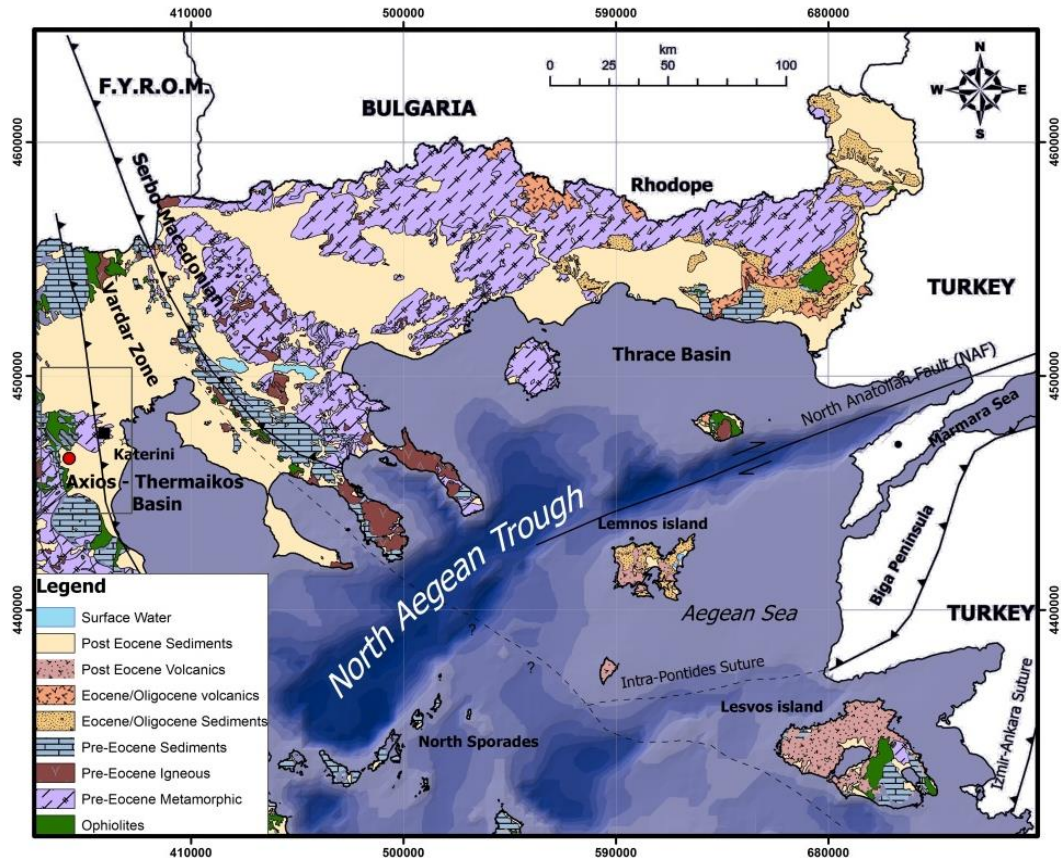 410000
500000
590000
680000
km
0
25
50
100
N
W
E
S
F.Y.R.O.M.
BULGARIA
4600000
4600000
Serbo-Macedonian
Rhodope
Vardar Zone
TURKEY
Thrace Basin
North Anatolian Fault (NAF)
4500000
4500000
Marmara Sea
Katerini
Axios - Thermaikos
Basin
North Aegean Trough
Lemnos island
Biga Peninsula
Aegean Sea
TURKEY
4400000
4400000
?
?
Intra-Pontides Suture
Lesvos island
North Sporades
Izmir-Ankara Suture
Legend
Surface Water
Post Eocene Sediments
Post Eocene Volcanics
Eocene/Oligocene volcanics
Eocene/Oligocene Sediments
Pre-Eocene Sediments
Pre-Eocene Igneous
Pre-Eocene Metamorphic
Ophiolites
410000
500000
590000
680000